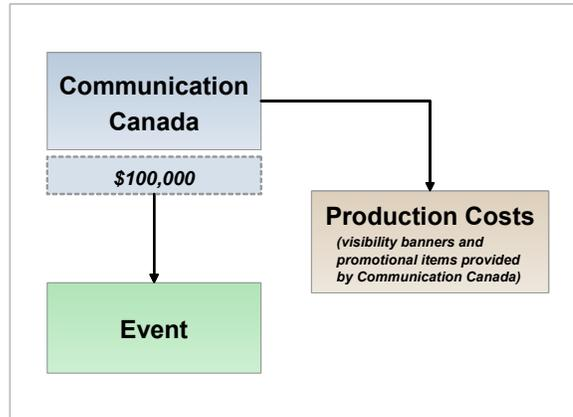 Communication
Canada
$100,000
Production Costs
(visibility banners and
promotional items provided
by Communication Canada)
Event